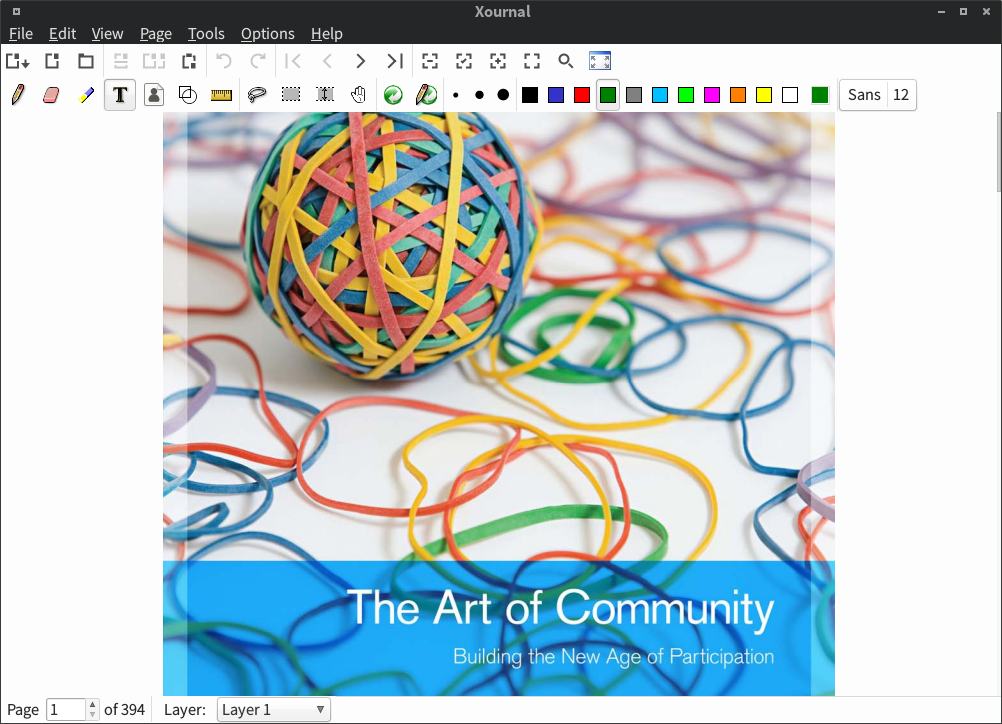 Xournal
File Edit View Page Tools Options Help
T
Sans 12
The Art of Community
Building the New Age of Participation
Page 1 of 394 Layer: Layer 1